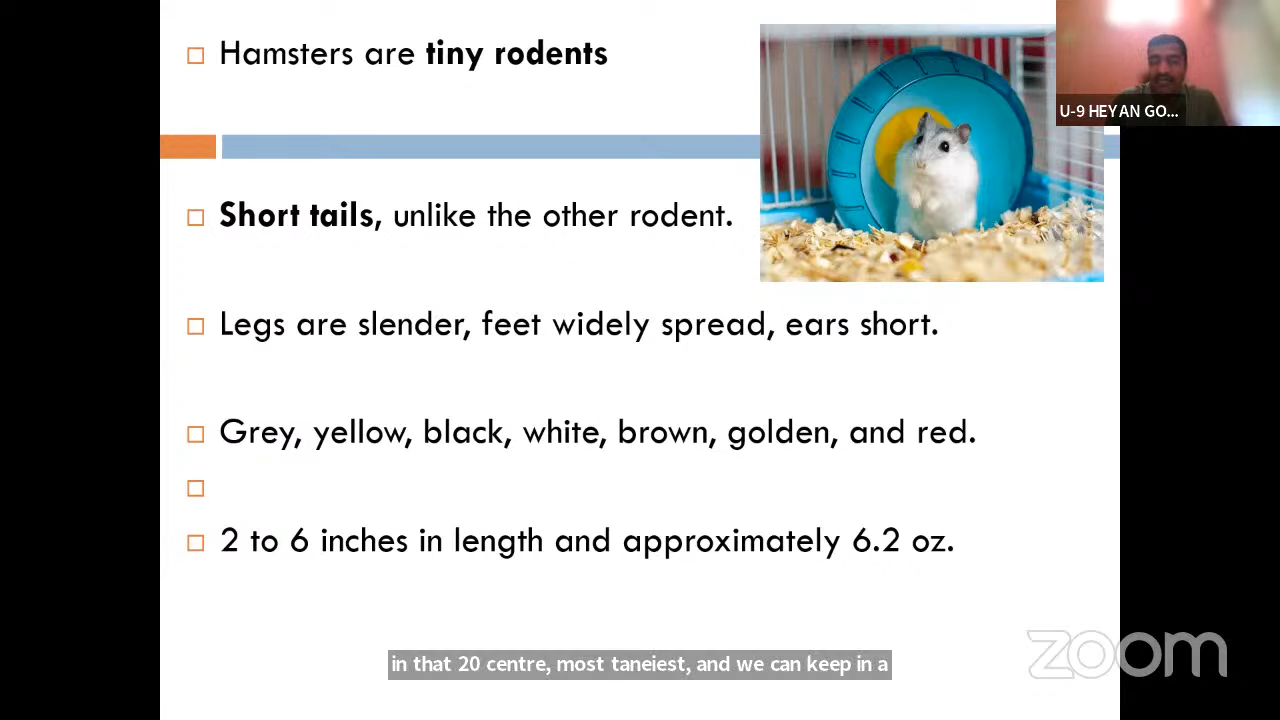 Hamsters are tiny rodents
U-9 HEYAN GO...
Short tails, unlike the other rodent.
Legs are slender, feet widely spread, ears short.
Grey, yellow, black, white, brown, golden, and red.
2 to 6 inches in length and approximately 6.2 oz.
in that 20 centre, most taneiest, and we can keep in a
zoom